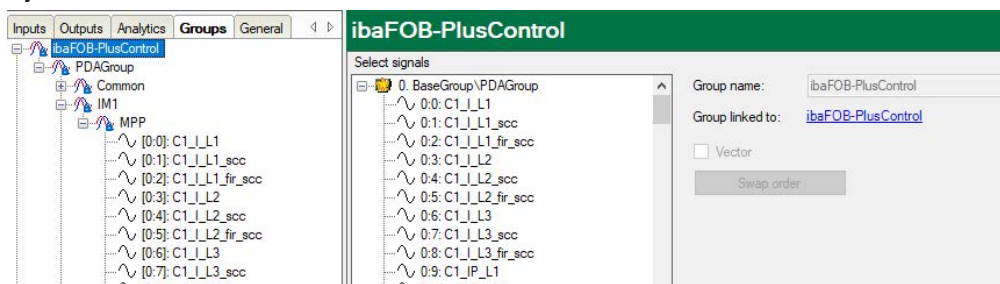 Inputs Outputs Analytics Groups General
ibaFOB-PlusControl
PDAGroup
Common
IM1
MPP
[0:0]: C1_I_L1
[0:1]: C1_I_L1_scc
[0:2]: C1_I_L1_fir_scc
[0:3]: C1_I_L2
[0:4]: C1_I_L2_scc
[0:5]: C1_I_L2_fir_scc
[0:6]: C1_I_L3
[0:7]: C1_I_L3_scc
ibaFOB-PlusControl
Select signals
0. BaseGroup\PDAGroup
0:0: C1_I_L1
0:1: C1_I_L1_scc
0:2: C1_I_L1_fir_scc
0:3: C1_I_L2
0:4: C1_I_L2_scc
0:5: C1_I_L2_fir_scc
0:6: C1_I_L3
0:7: C1_I_L3_scc
0:8: C1_I_L3_fir_scc
0:9: C1_IP_L1
Group name: ibaFOB-PlusControl
Group linked to: ibaFOB-PlusControl
Vector
Swap order